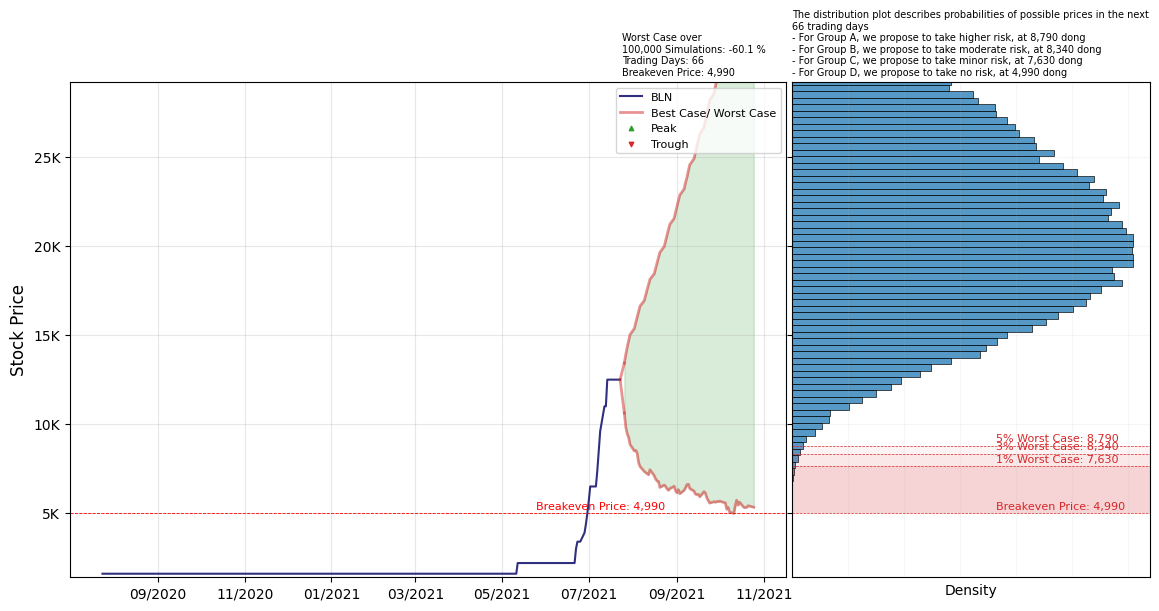 The distribution plot describes probabilities of possible prices in the next
66 trading days
- For Group A, we propose to take higher risk, at 8,790 dong
- For Group B, we propose to take moderate risk, at 8,340 dong
- For Group C, we propose to take minor risk, at 7,630 dong
- For Group D, we propose to take no risk, at 4,990 dong
Worst Case over
100,000 Simulations: -60.1 %
Trading Days: 66
Breakeven Price: 4,990
BLN
Best Case/ Worst Case
Peak
Trough
25K
20K
15K
10K
5K
Stock Price
Breakeven Price: 4,990
5% Worst Case: 8,790
3% Worst Case: 8,340
1% Worst Case: 7,630
Breakeven Price: 4,990
09/2020
11/2020
01/2021
03/2021
05/2021
07/2021
09/2021
11/2021
Density